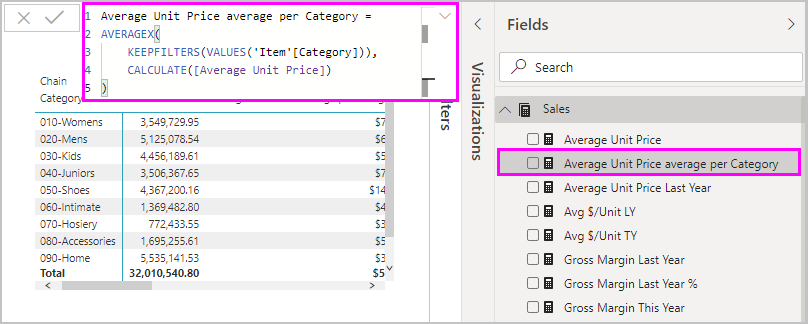 1 Average Unit Price average per Category =
2 AVERAGEX(
3 KEEPFILTERS(VALUES('Item'[Category])),
4 CALCULATE([Average Unit Price])
5 )
Chain
Category
010-Womens 3,549,729.95 $7
020-Mens 5,125,078.54 $6
030-Kids 4,456,189.61 $5
040-Juniors 3,506,367.65 $7
050-Shoes 4,367,200.16 $14
060-Intimate 1,369,482.80 $4
070-Hosiery 772,433.55 $3
080-Accessories 1,695,255.61 $5
090-Home 5,535,141.53 $3
Total 32,010,540.80 $5
Visualizations
Fields
Search
Sales
Average Unit Price
Average Unit Price average per Category
Average Unit Price Last Year
Avg $/Unit LY
Avg $/Unit TY
Gross Margin Last Year
Gross Margin Last Year %
Gross Margin This Year